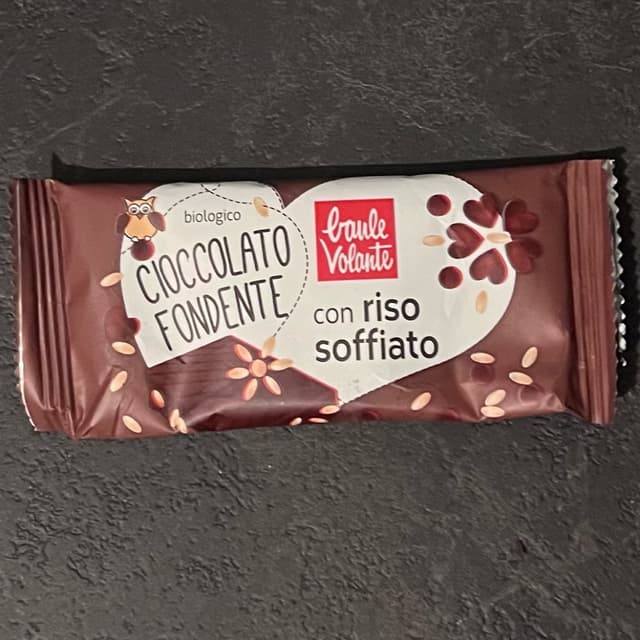 biologico
CIOCCOLATO
FONDENTE
baule
volante
con riso
soffiato